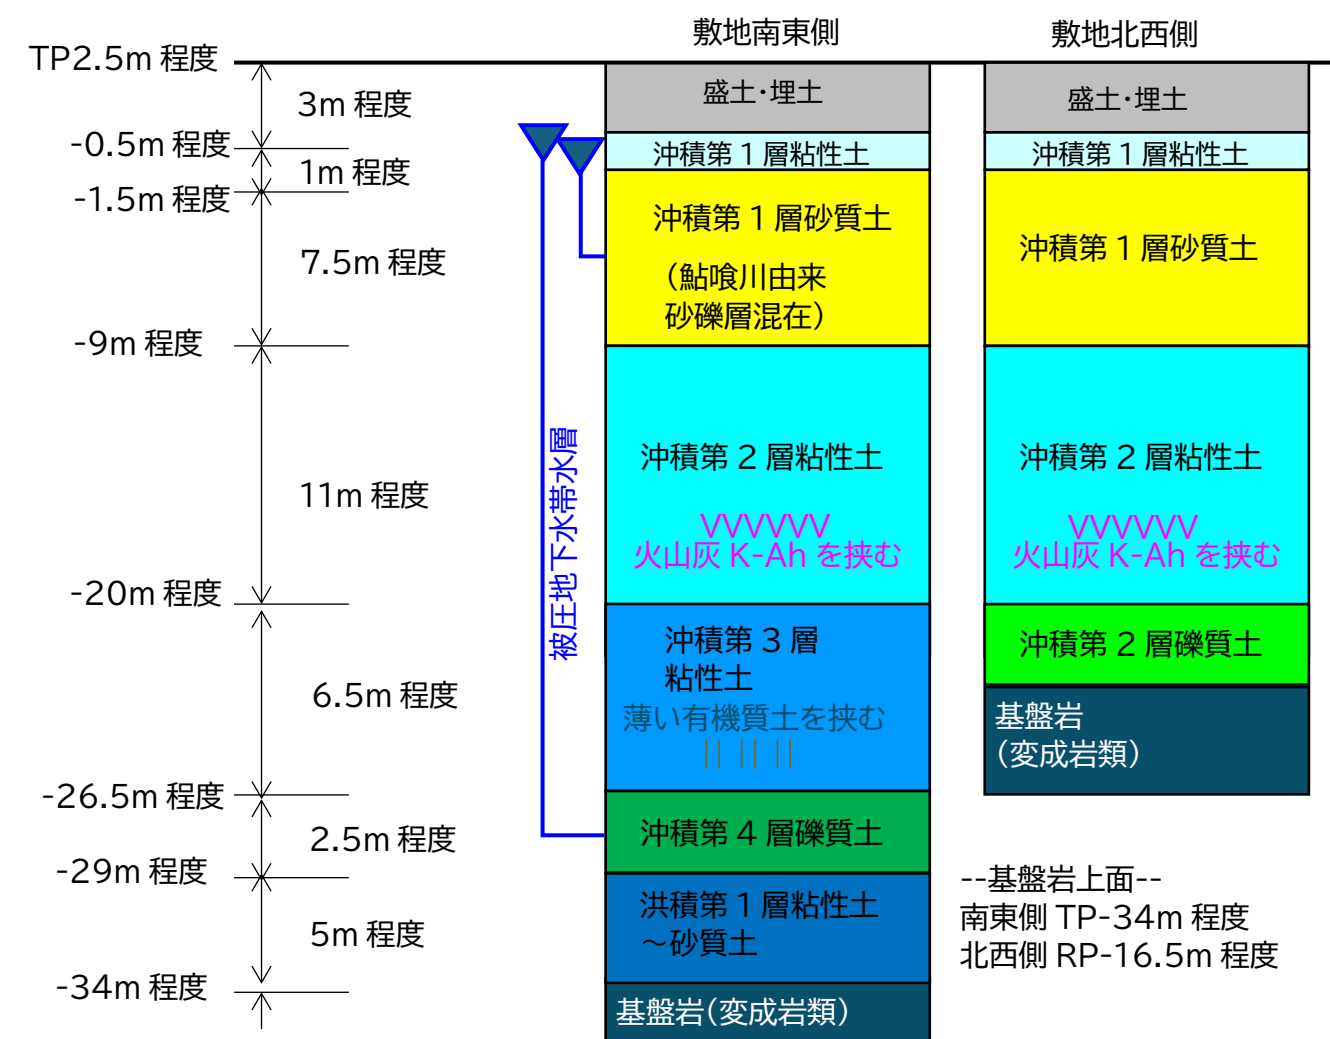 敷地南東側
敷地北西側
TP2.5m 程度
3m 程度
-0.5m 程度
1m 程度
-1.5m 程度
7.5m 程度
-9m 程度
11m 程度
-20m 程度
6.5m 程度
-26.5m 程度
2.5m 程度
-29m 程度
5m 程度
-34m 程度
被圧地下水帯水層
盛土・埋土
沖積第１層粘性土
沖積第１層砂質土
（鮎喰川由来
砂礫層混在）
沖積第２層粘性土
VVVVVV
火山灰 K-Ah を挟む
沖積第３層
粘性土
薄い有機質土を挟む
沖積第４層礫質土
洪積第１層粘性土
～砂質土
基盤岩（変成岩類）
盛土・埋土
沖積第１層粘性土
沖積第１層砂質土
沖積第２層粘性土
VVVVVV
火山灰 K-Ah を挟む
沖積第２層礫質土
基盤岩
（変成岩類）
--基盤岩上面--
南東側 TP-34m 程度
北西側 RP-16.5m 程度